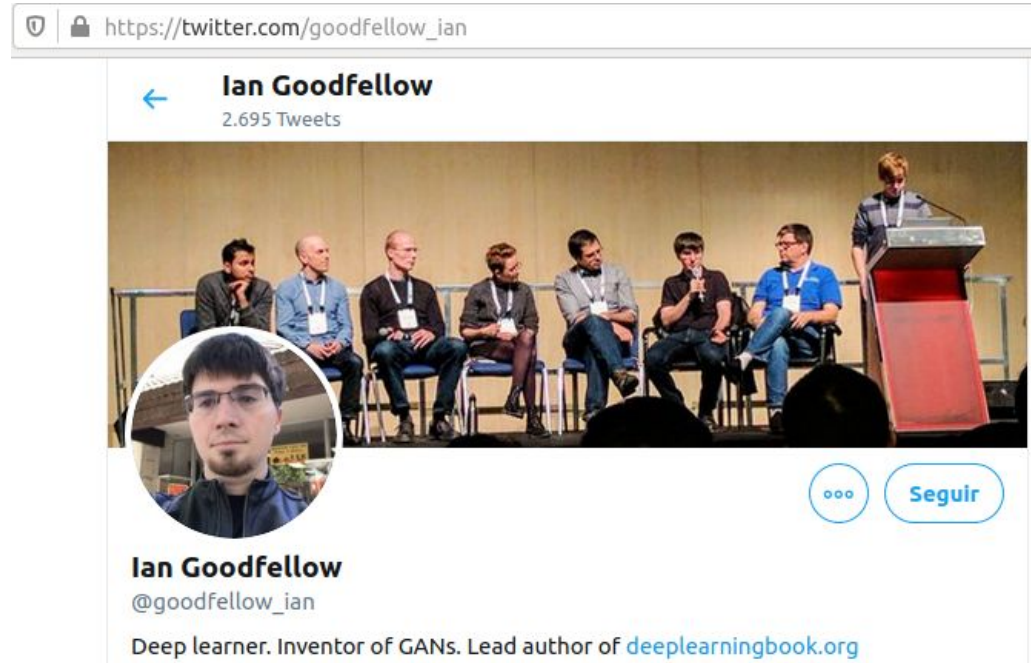 https://twitter.com/goodfellow_ian
Ian Goodfellow
2.695 Tweets
Seguir
Ian Goodfellow
@goodfellow_ian
Deep learner. Inventor of GANs. Lead author of deeplearningbook.org